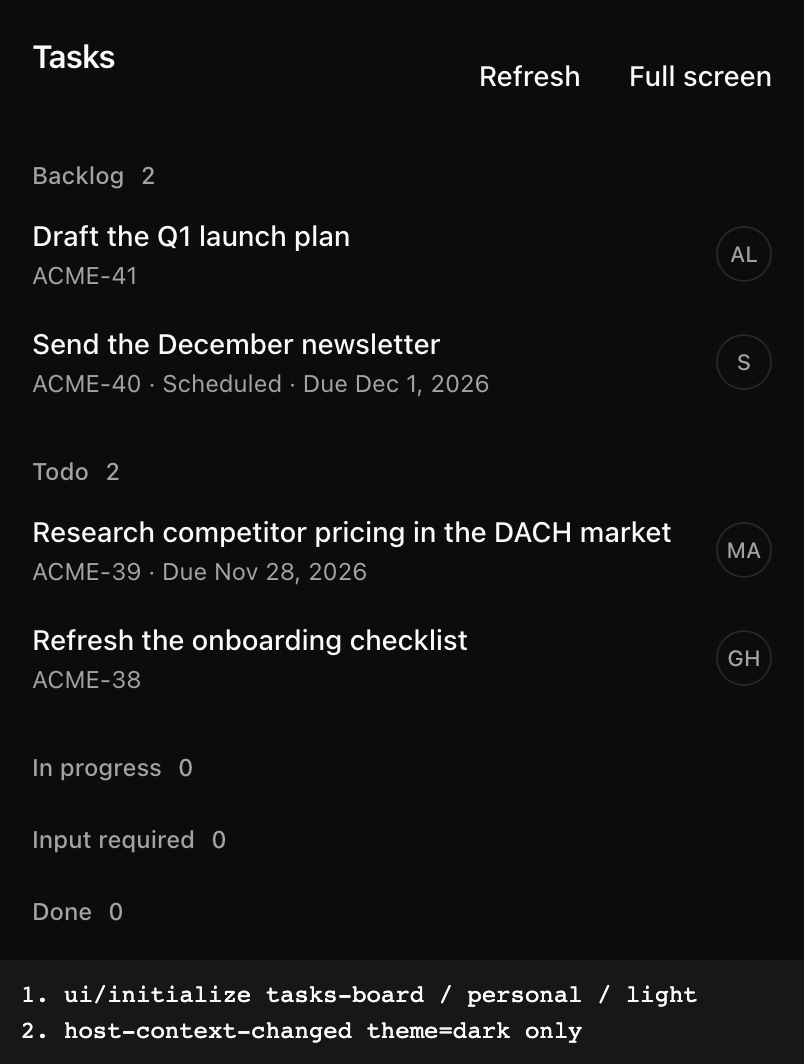 Tasks
Refresh Full screen
Backlog 2
Draft the Q1 launch plan
ACME-41
AL
Send the December newsletter
ACME-40 · Scheduled · Due Dec 1, 2026
S
Todo 2
Research competitor pricing in the DACH market
ACME-39 · Due Nov 28, 2026
MA
Refresh the onboarding checklist
ACME-38
GH
In progress 0
Input required 0
Done 0
1. ui/initialize tasks-board / personal / light
2. host-context-changed theme=dark only